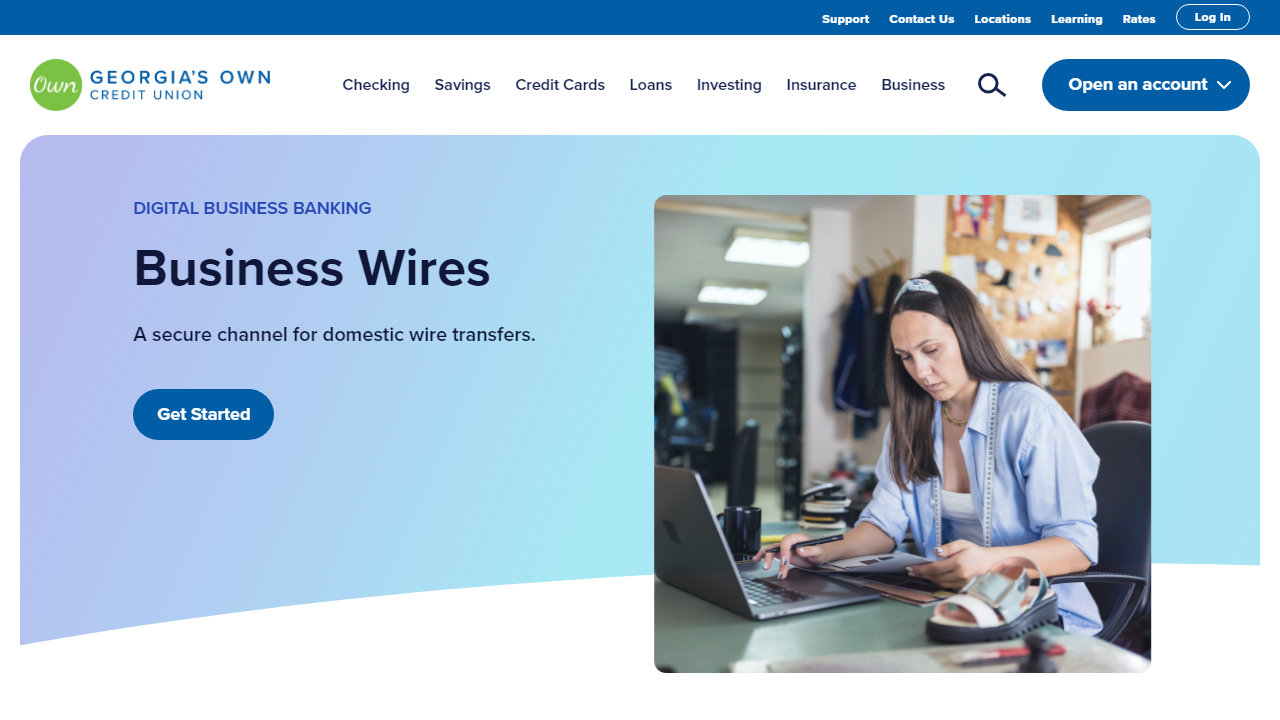 Support Contact Us Locations Learning Rates Log In
Own
GEORGIA'S OWN
CREDIT UNION
Checking Savings Credit Cards Loans Investing Insurance Business
Open an account
DIGITAL BUSINESS BANKING
Business Wires
A secure channel for domestic wire transfers.
Get Started